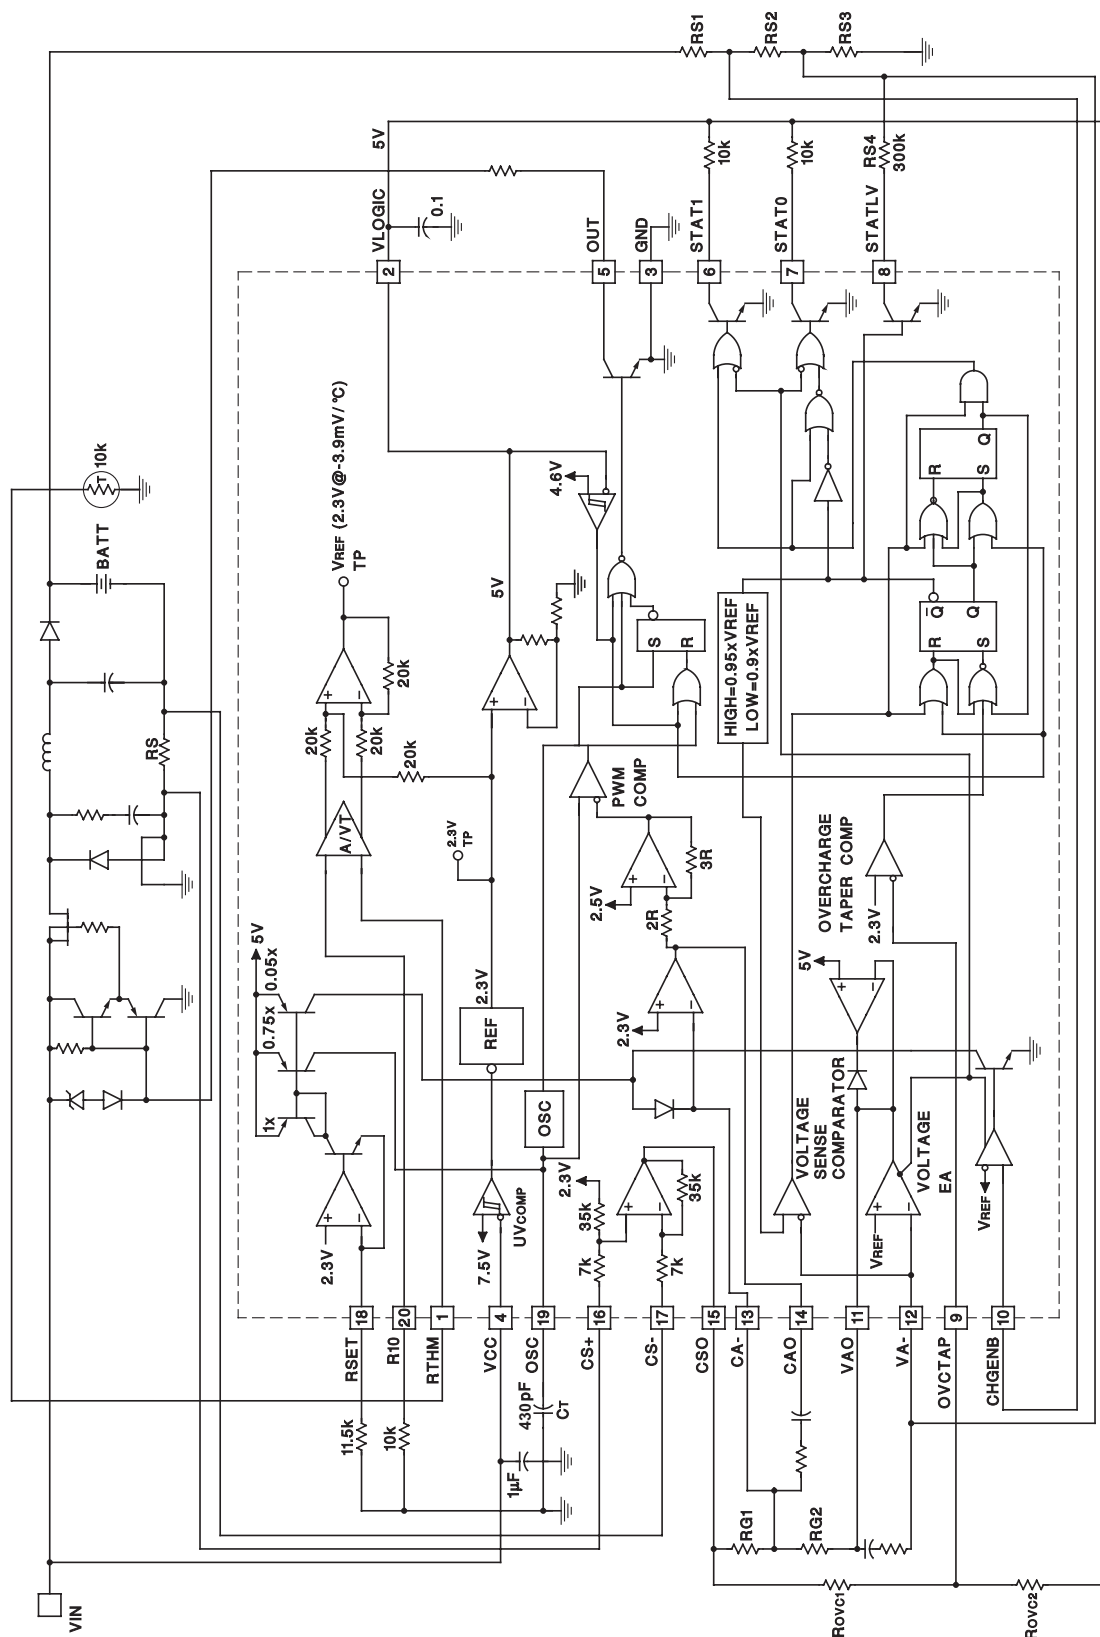 RS1
RS2
RS3
5V
VLOGIC
0.1
2
OUT
5
GND
3
STAT1
6
10k
STAT0
7
10k
STATLV
8
RS4
300k
10k
T
BATT
RS
VREF (2.3V@-3.9mV/°C)
TP
20k
20k
20k
20k
A/VT
5V
4.6V
S
R
PWM
COMP
HIGH=0.95xVREF
LOW=0.9xVREF
R
S
Q
R
S
Q
Q
2.3V
TP
2.5V
3R
2R
2.3V
OVERCHARGE
TAPER COMP
2.3V
5V
5V
0.05x
0.75x
1x
2.3V
2.3V
REF
OSC
7.5V
UVCOMP
2.3V
35k
7k
35k
7k
VOLTAGE
SENSE
COMPARATOR
VREF
VOLTAGE
EA
VREF
18
RSET
20
R10
1
RTHM
4
VCC
19
OSC
16
CS+
17
CS-
15
CSO
13
CA-
14
CAO
11
VAO
12
VA-
9
OVCTAP
10
CHGENB
11.5k
10k
430pF
CT
1µF
RG1
RG2
ROVC1
ROVC2
VIN